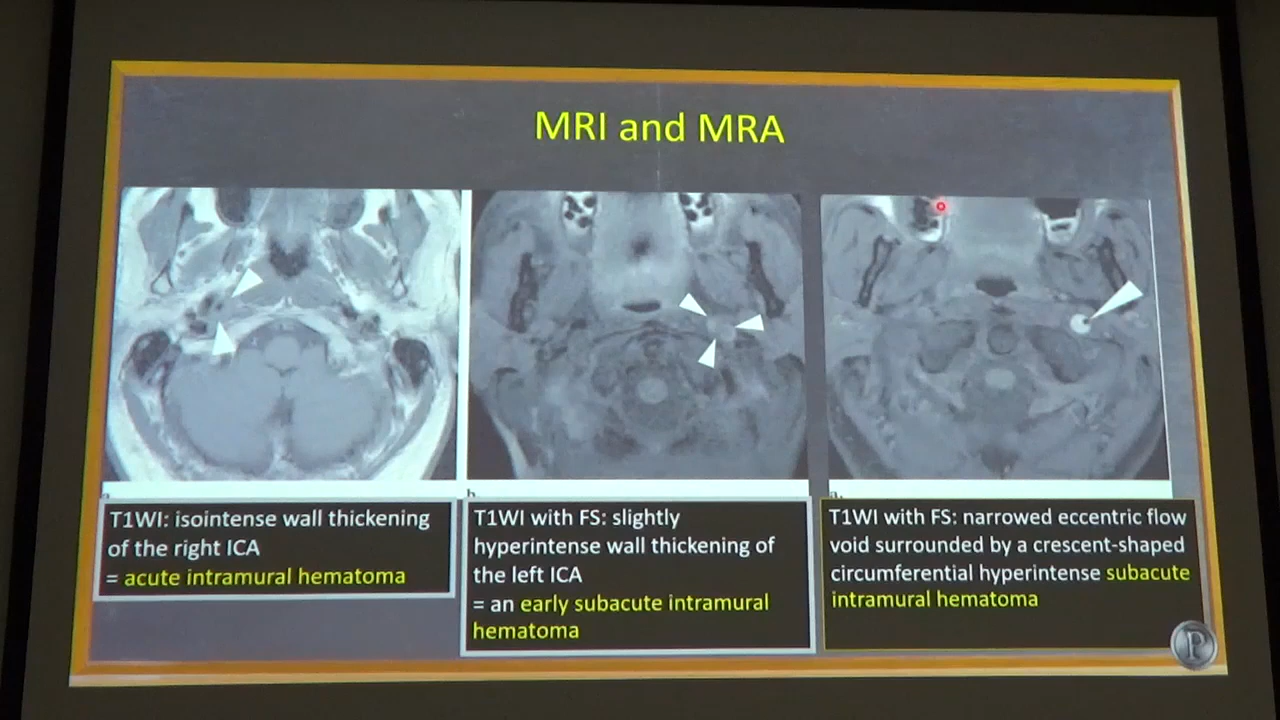 MRI and MRA
T1WI: isointense wall thickening
of the right ICA
= acute intramural hematoma
T1WI with FS: slightly
hyperintense wall thickening of
the left ICA
= an early subacute intramural
hematoma
T1WI with FS: narrowed eccentric flow
void surrounded by a crescent-shaped
circumferential hyperintense subacute
intramural hematoma
P